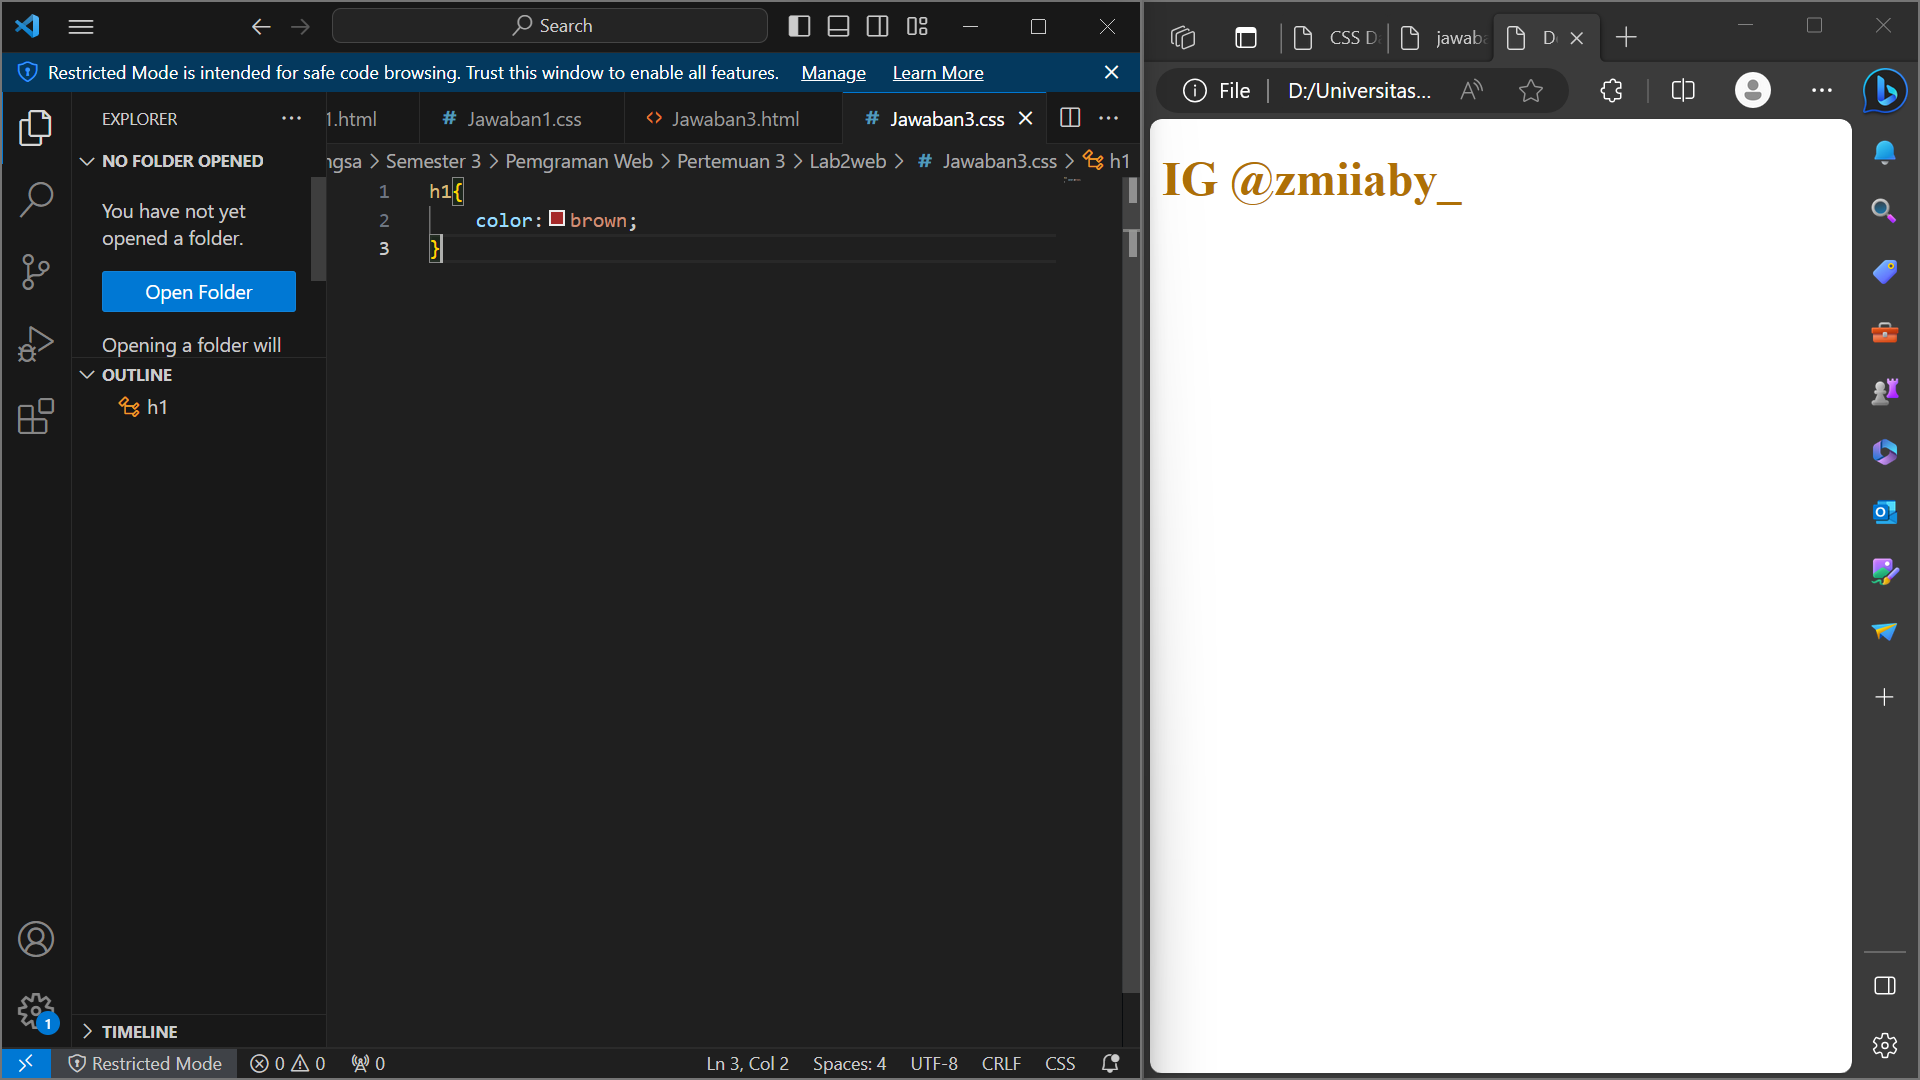 Search
Restricted Mode is intended for safe code browsing. Trust this window to enable all features. Manage Learn More
EXPLORER
1.html
# Jawaban1.css
<> Jawaban3.html
# Jawaban3.css
NO FOLDER OPENED
ngsa > Semester 3 > Pemgraman Web > Pertemuan 3 > Lab2web > # Jawaban3.css > h1
You have not yet
opened a folder.
Open Folder
Opening a folder will
OUTLINE
h1
1 h1{
2 color: brown;
3 }
TIMELINE
1
Restricted Mode 0 0 0 Ln 3, Col 2 Spaces: 4 UTF-8 CRLF CSS
CSS D
jawaba
D
File | D:/Universitas...
IG @zmiiaby_